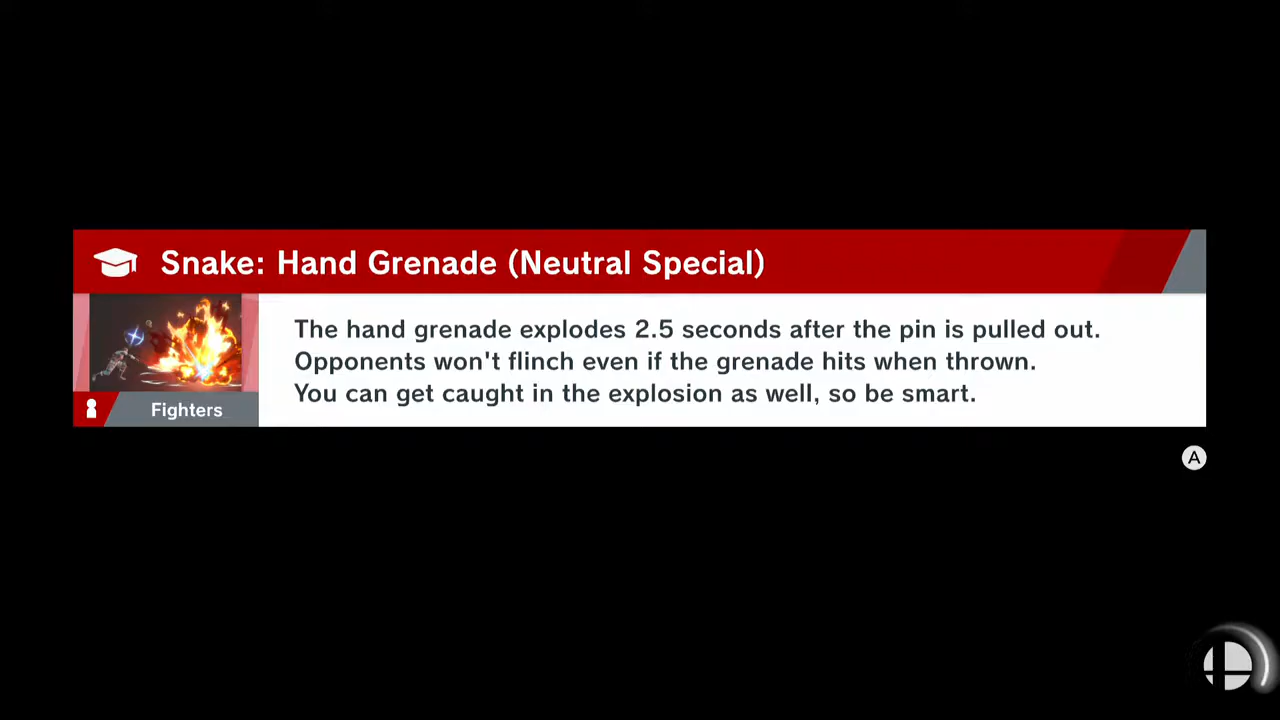 Snake: Hand Grenade (Neutral Special)
The hand grenade explodes 2.5 seconds after the pin is pulled out.
Opponents won't flinch even if the grenade hits when thrown.
You can get caught in the explosion as well, so be smart.
Fighters
A